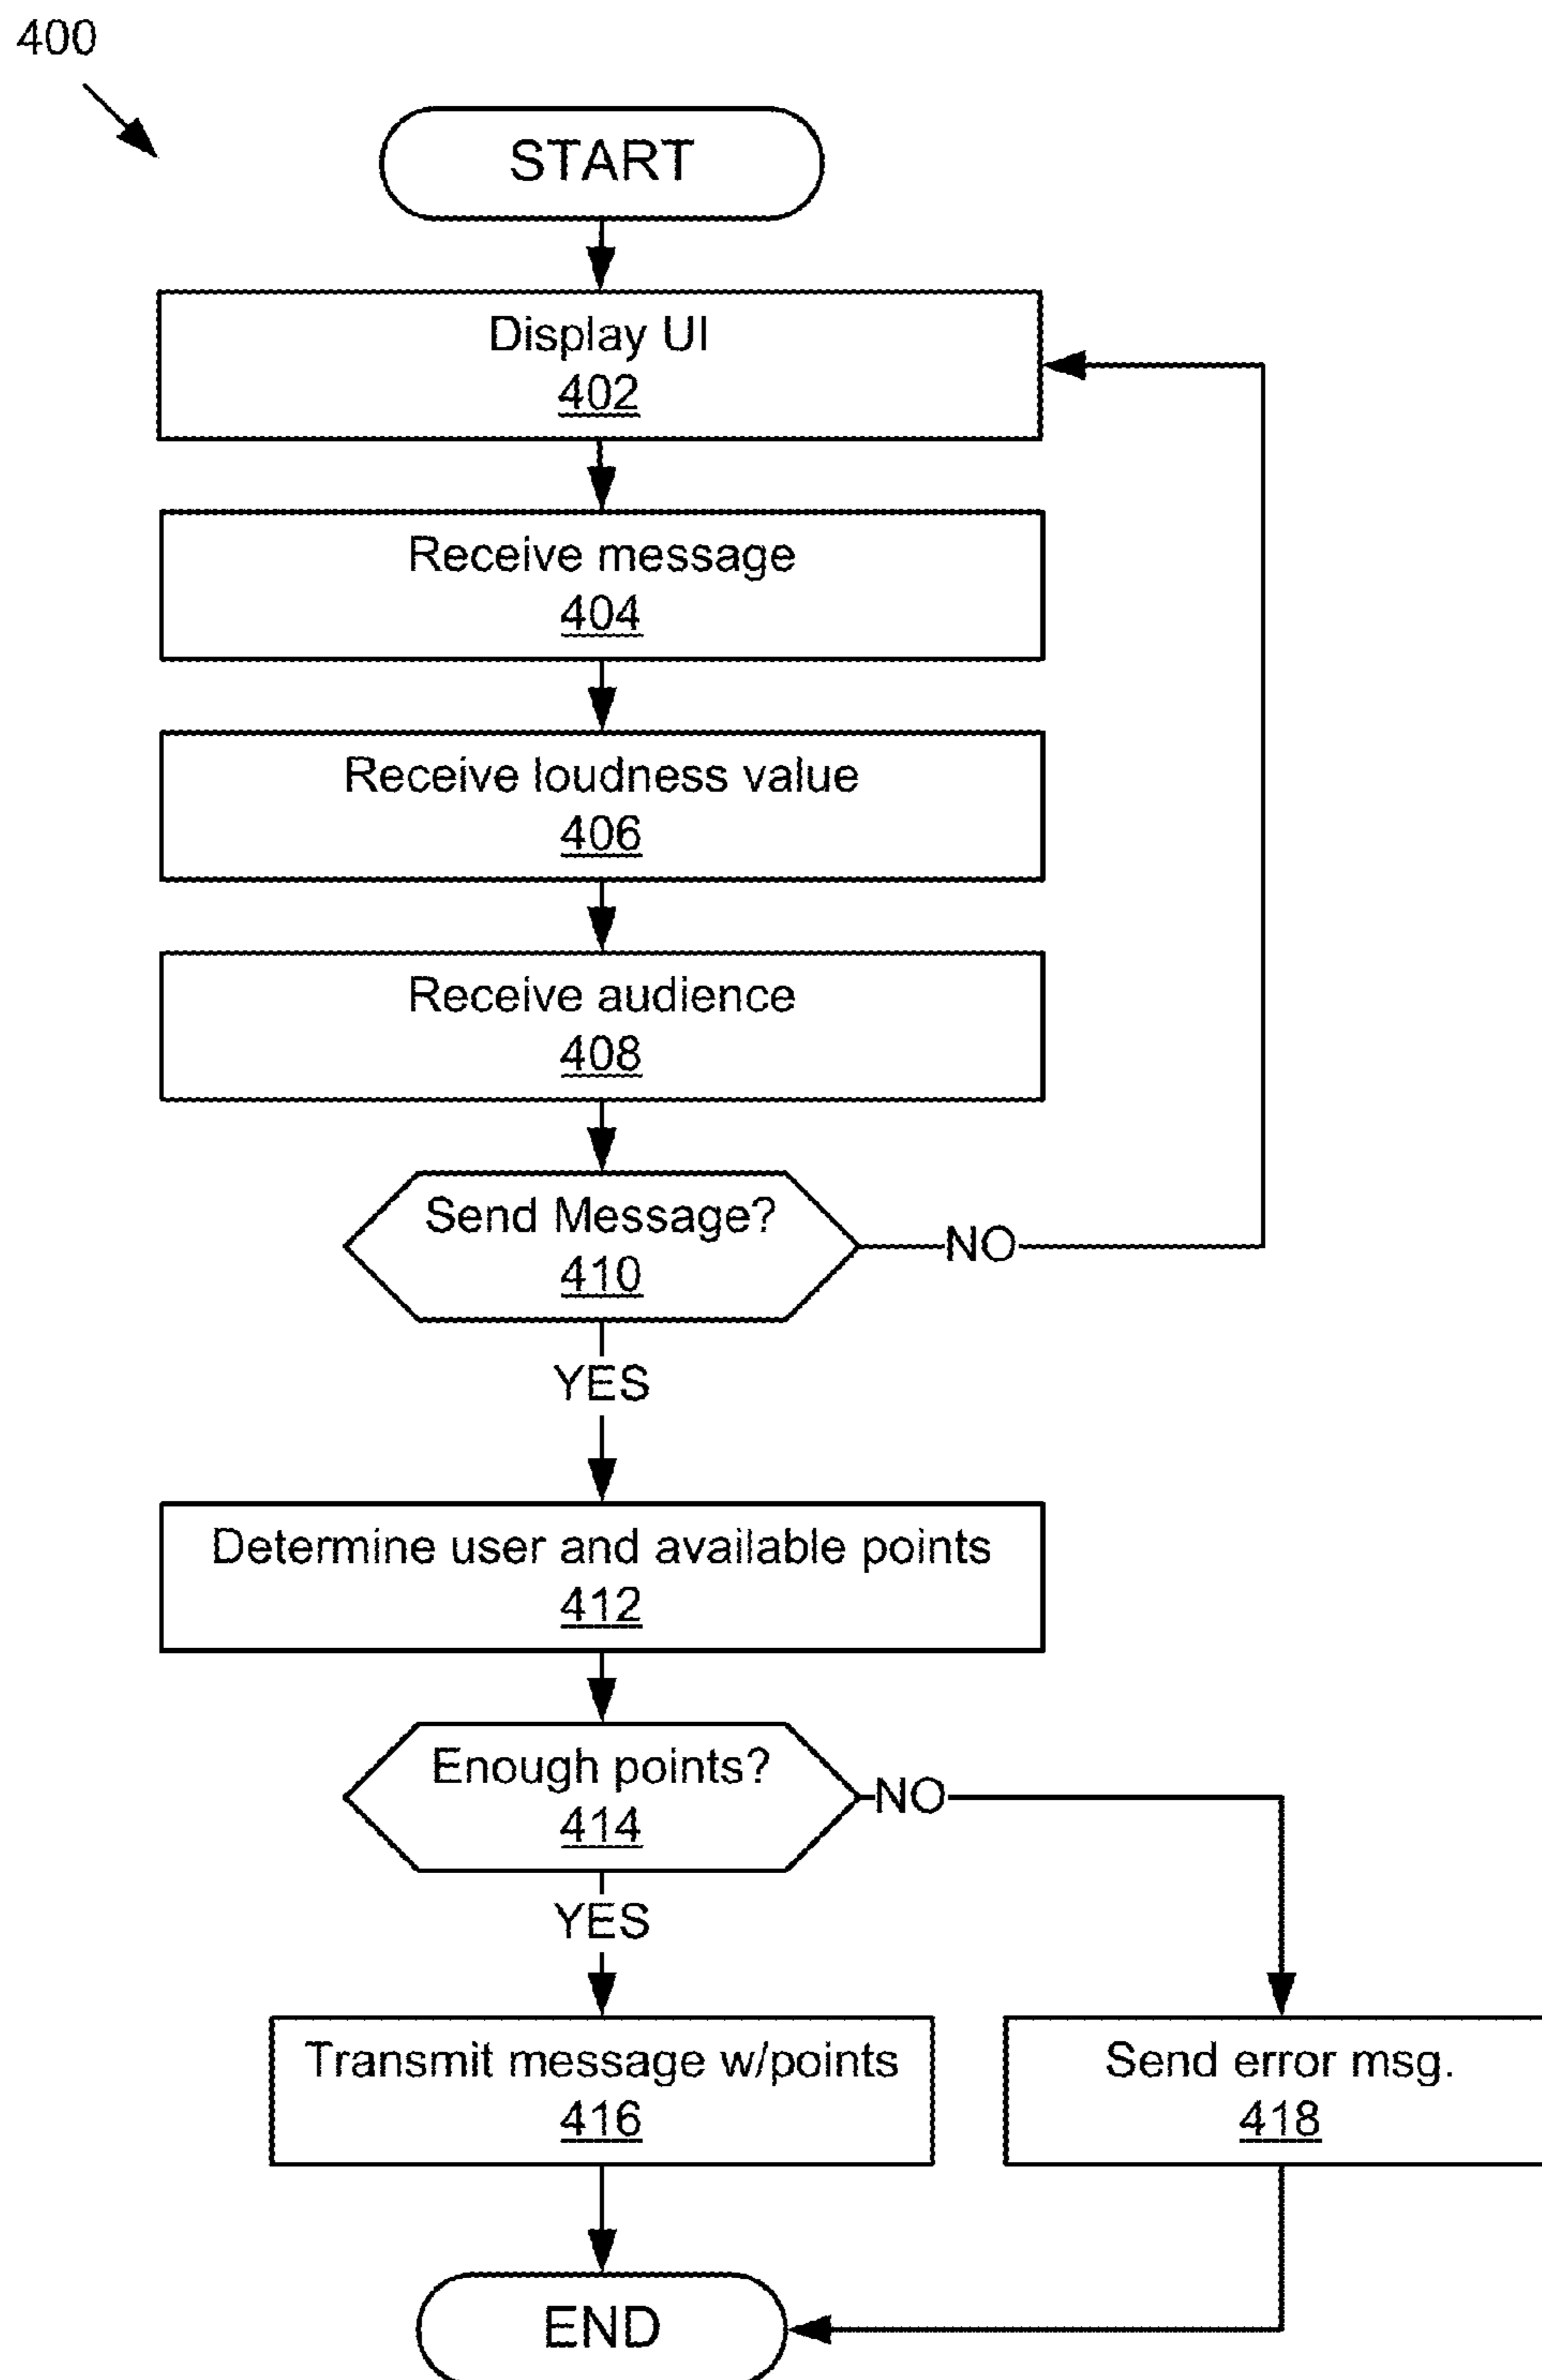 400
START
Display UI
402
Receive message
404
Receive loudness value
406
Receive audience
408
Send Message?
410
NO
YES
Determine user and available points
412
Enough points?
414
NO
YES
Transmit message w/points
416
Send error msg.
418
END